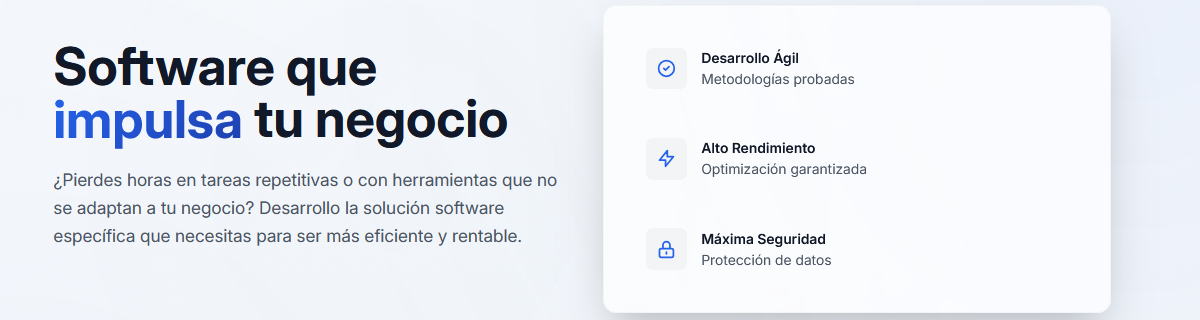 Software que
impulsa tu negocio
¿Pierdes horas en tareas repetitivas o con herramientas que no
se adaptan a tu negocio? Desarrollo la solución software
específica que necesitas para ser más eficiente y rentable.
Desarrollo Ágil
Metodologías probadas
Alto Rendimiento
Optimización garantizada
Máxima Seguridad
Protección de datos